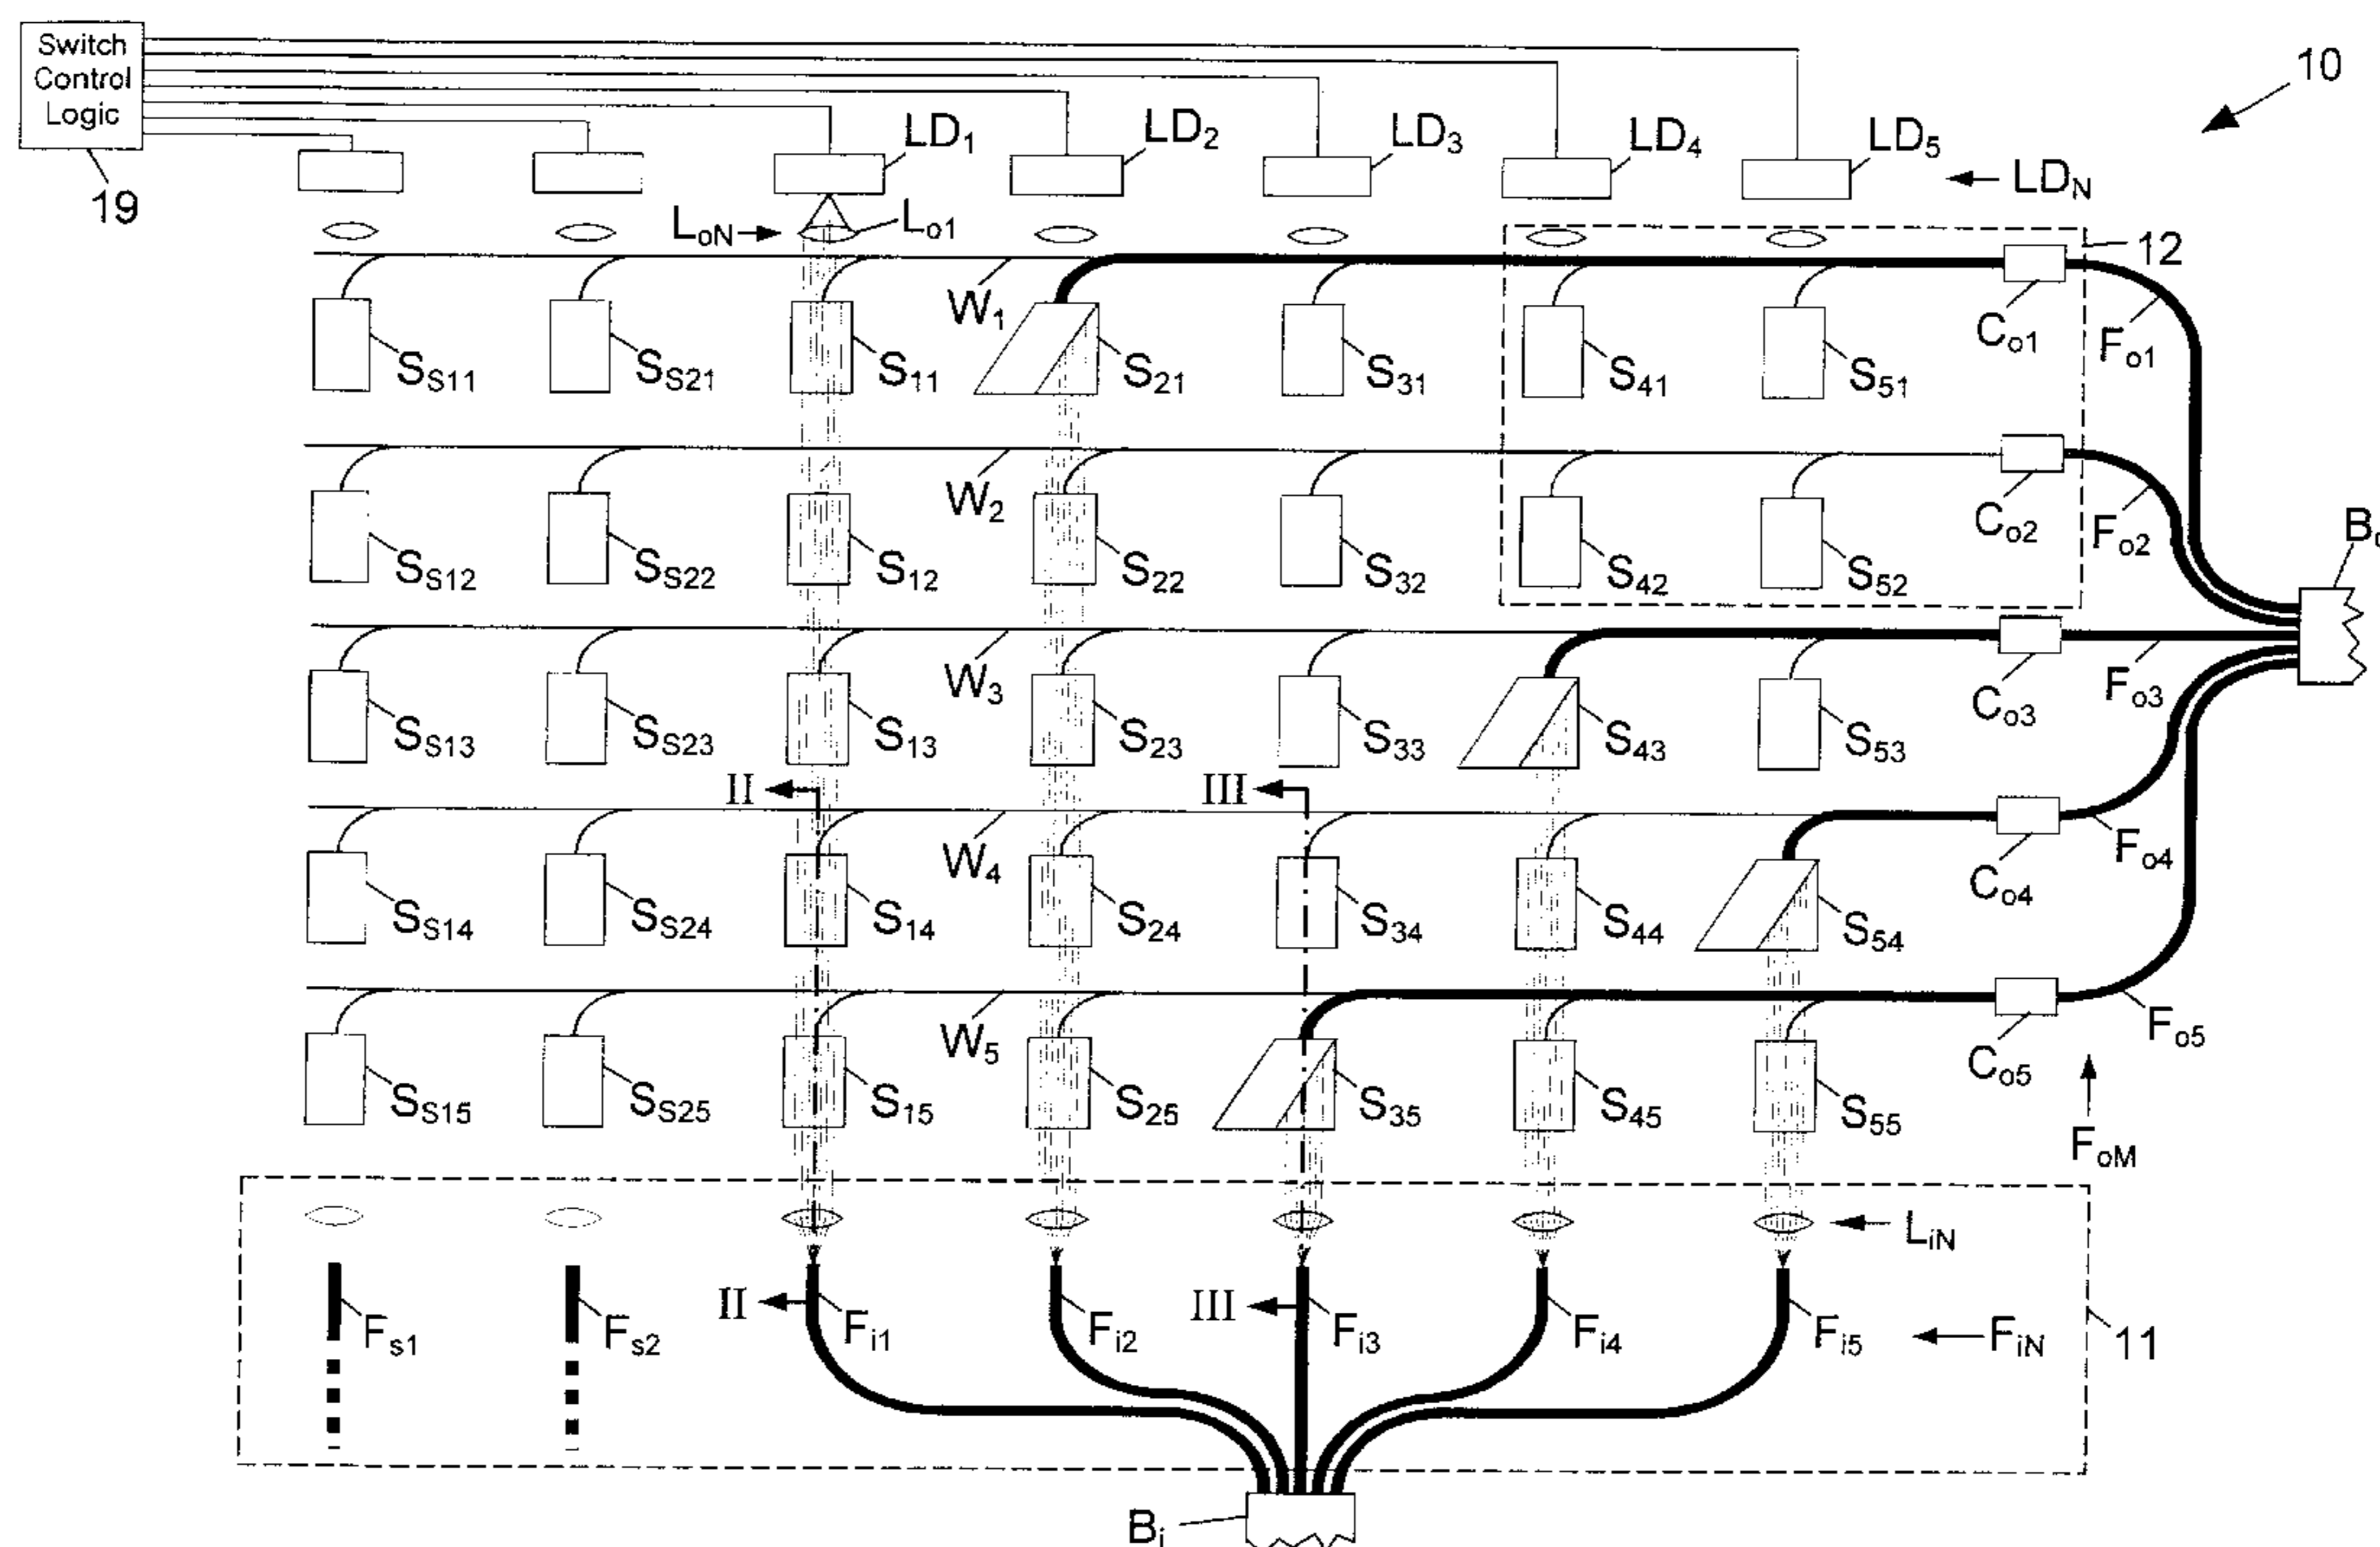 Switch
Control
Logic
19
10
LD1 LD2 LD3 LD4 LD5 LDN
LoN Lo1 12
W1 Co1 Fo1
SS11 SS21 S11 S21 S31 S41 S51
W2 Co2 Fo2
SS12 SS22 S12 S22 S32 S42 S52
W3 Co3 Fo3
SS13 SS23 S13 S23 S33 S43 S53
II III
W4 Co4 Fo4
SS14 SS24 S14 S24 S34 S44 S54
W5 Co5 Fo5
SS15 SS25 S15 S25 S35 S45 S55
FoM
LiN
II III
Fs1 Fs2 Fi1 Fi2 Fi3 Fi4 Fi5 FiN 11
Bi